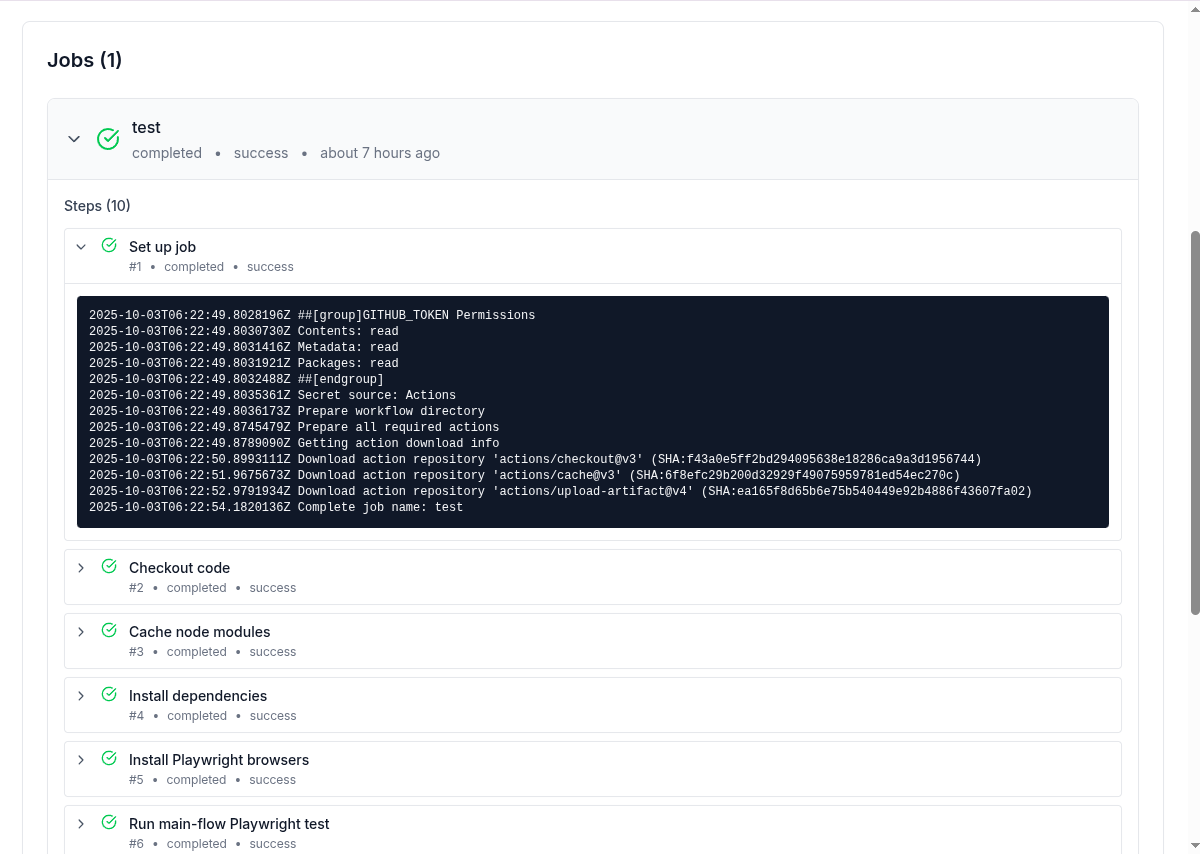 Jobs (1)
test
completed • success • about 7 hours ago
Steps (10)
Set up job
#1 • completed • success
2025-10-03T06:22:49.8028196Z ##[group]GITHUB_TOKEN Permissions
2025-10-03T06:22:49.8030730Z Contents: read
2025-10-03T06:22:49.8031416Z Metadata: read
2025-10-03T06:22:49.8031921Z Packages: read
2025-10-03T06:22:49.8032488Z ##[endgroup]
2025-10-03T06:22:49.8035361Z Secret source: Actions
2025-10-03T06:22:49.8036173Z Prepare workflow directory
2025-10-03T06:22:49.8745479Z Prepare all required actions
2025-10-03T06:22:49.8789090Z Getting action download info
2025-10-03T06:22:50.8993111Z Download action repository 'actions/checkout@v3' (SHA:f43a0e5ff2bd294095638e18286ca9a3d1956744)
2025-10-03T06:22:51.9675673Z Download action repository 'actions/cache@v3' (SHA:6f8efc29b200d32929f49075959781ed54ec270c)
2025-10-03T06:22:52.9791934Z Download action repository 'actions/upload-artifact@v4' (SHA:ea165f8d65b6e75b540449e92b4886f43607fa02)
2025-10-03T06:22:54.1820136Z Complete job name: test
Checkout code
#2 • completed • success
Cache node modules
#3 • completed • success
Install dependencies
#4 • completed • success
Install Playwright browsers
#5 • completed • success
Run main-flow Playwright test
#6 • completed • success